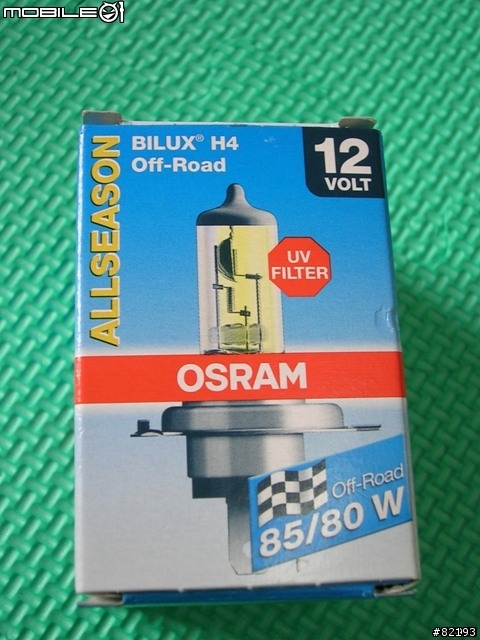 MOBILE01
ALLSEASON
BILUX® H4
Off-Road
12
VOLT
UV
FILTER
OSRAM
Off-Road
85/80 W
#82193